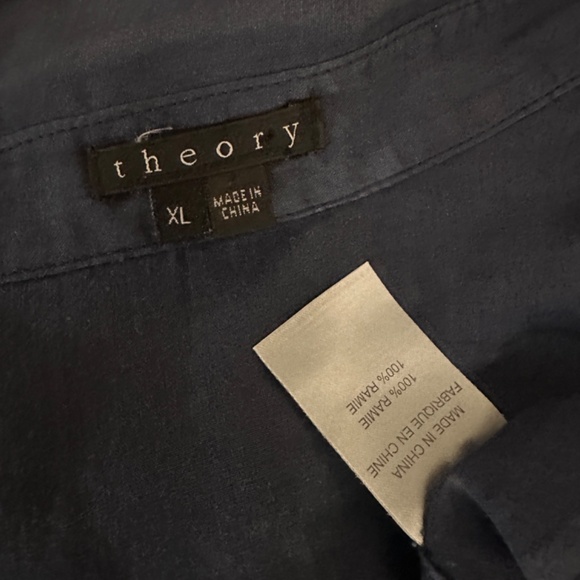 theory
XL
MADE IN
CHINA
100% RAMIE
100% RAMIE
MADE IN CHINA
FABRIQUE EN CHINE